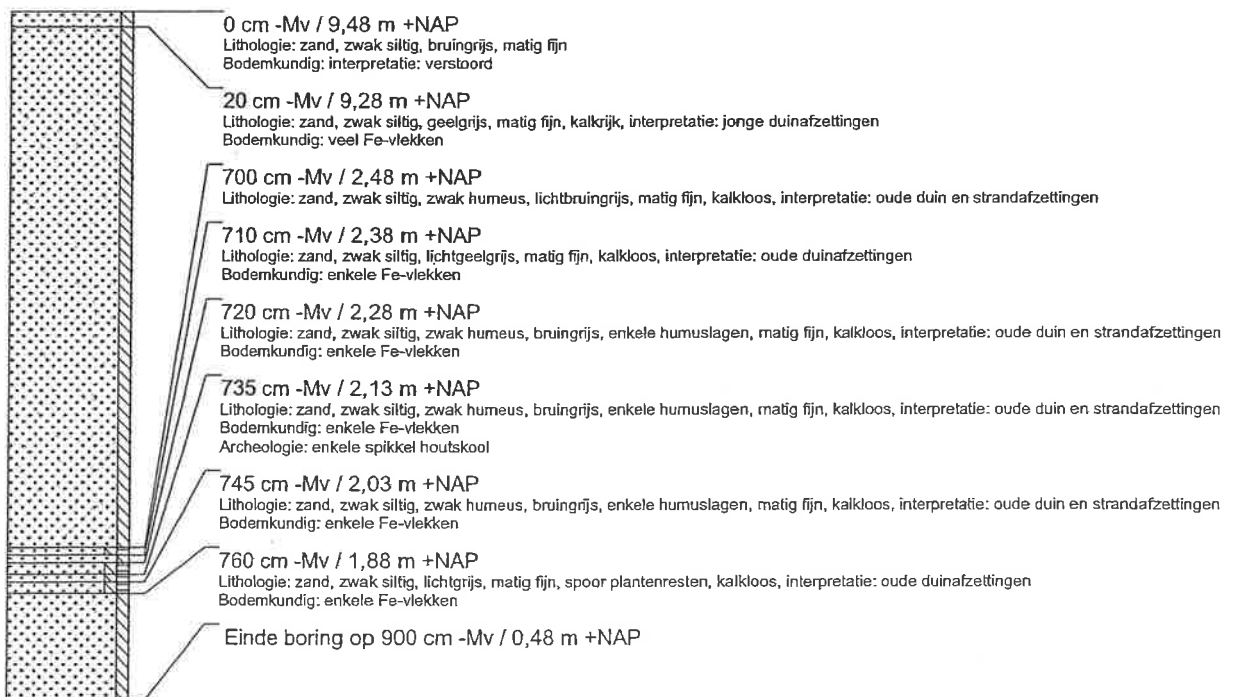 0 cm -Mv / 9,48 m +NAP
Lithologie: zand, zwak siltig, bruingrijs, matig fijn
Bodemkundig: interpretatie: verstoord
20 cm -Mv / 9,28 m +NAP
Lithologie: zand, zwak siltig, geelgrijs, matig fijn, kalkrijk, interpretatie: jonge duinafzettingen
Bodemkundig: veel Fe-vlekken
700 cm -Mv / 2,48 m +NAP
Lithologie: zand, zwak siltig, zwak humeus, lichtbruingrijs, matig fijn, kalkloos, interpretatie: oude duin en strandafzettingen
710 cm -Mv / 2,38 m +NAP
Lithologie: zand, zwak siltig, lichtgeelgrijs, matig fijn, kalkloos, interpretatie: oude duinafzettingen
Bodemkundig: enkele Fe-vlekken
720 cm -Mv / 2,28 m +NAP
Lithologie: zand, zwak siltig, zwak humeus, bruingrijs, enkele humuslagen, matig fijn, kalkloos, interpretatie: oude duin en strandafzettingen
Bodemkundig: enkele Fe-vlekken
735 cm -Mv / 2,13 m +NAP
Lithologie: zand, zwak siltig, zwak humeus, bruingrijs, enkele humuslagen, matig fijn, kalkloos, interpretatie: oude duin en strandafzettingen
Bodemkundig: enkele Fe-vlekken
Archeologie: enkele spikkel houtskool
745 cm -Mv / 2,03 m +NAP
Lithologie: zand, zwak siltig, zwak humeus, bruingrijs, enkele humuslagen, matig fijn, kalkloos, interpretatie: oude duin en strandafzettingen
Bodemkundig: enkele Fe-vlekken
760 cm -Mv / 1,88 m +NAP
Lithologie: zand, zwak siltig, lichtgrijs, matig fijn, spoor plantenresten, kalkloos, interpretatie: oude duinafzettingen
Bodemkundig: enkele Fe-vlekken
Einde boring op 900 cm -Mv / 0,48 m +NAP